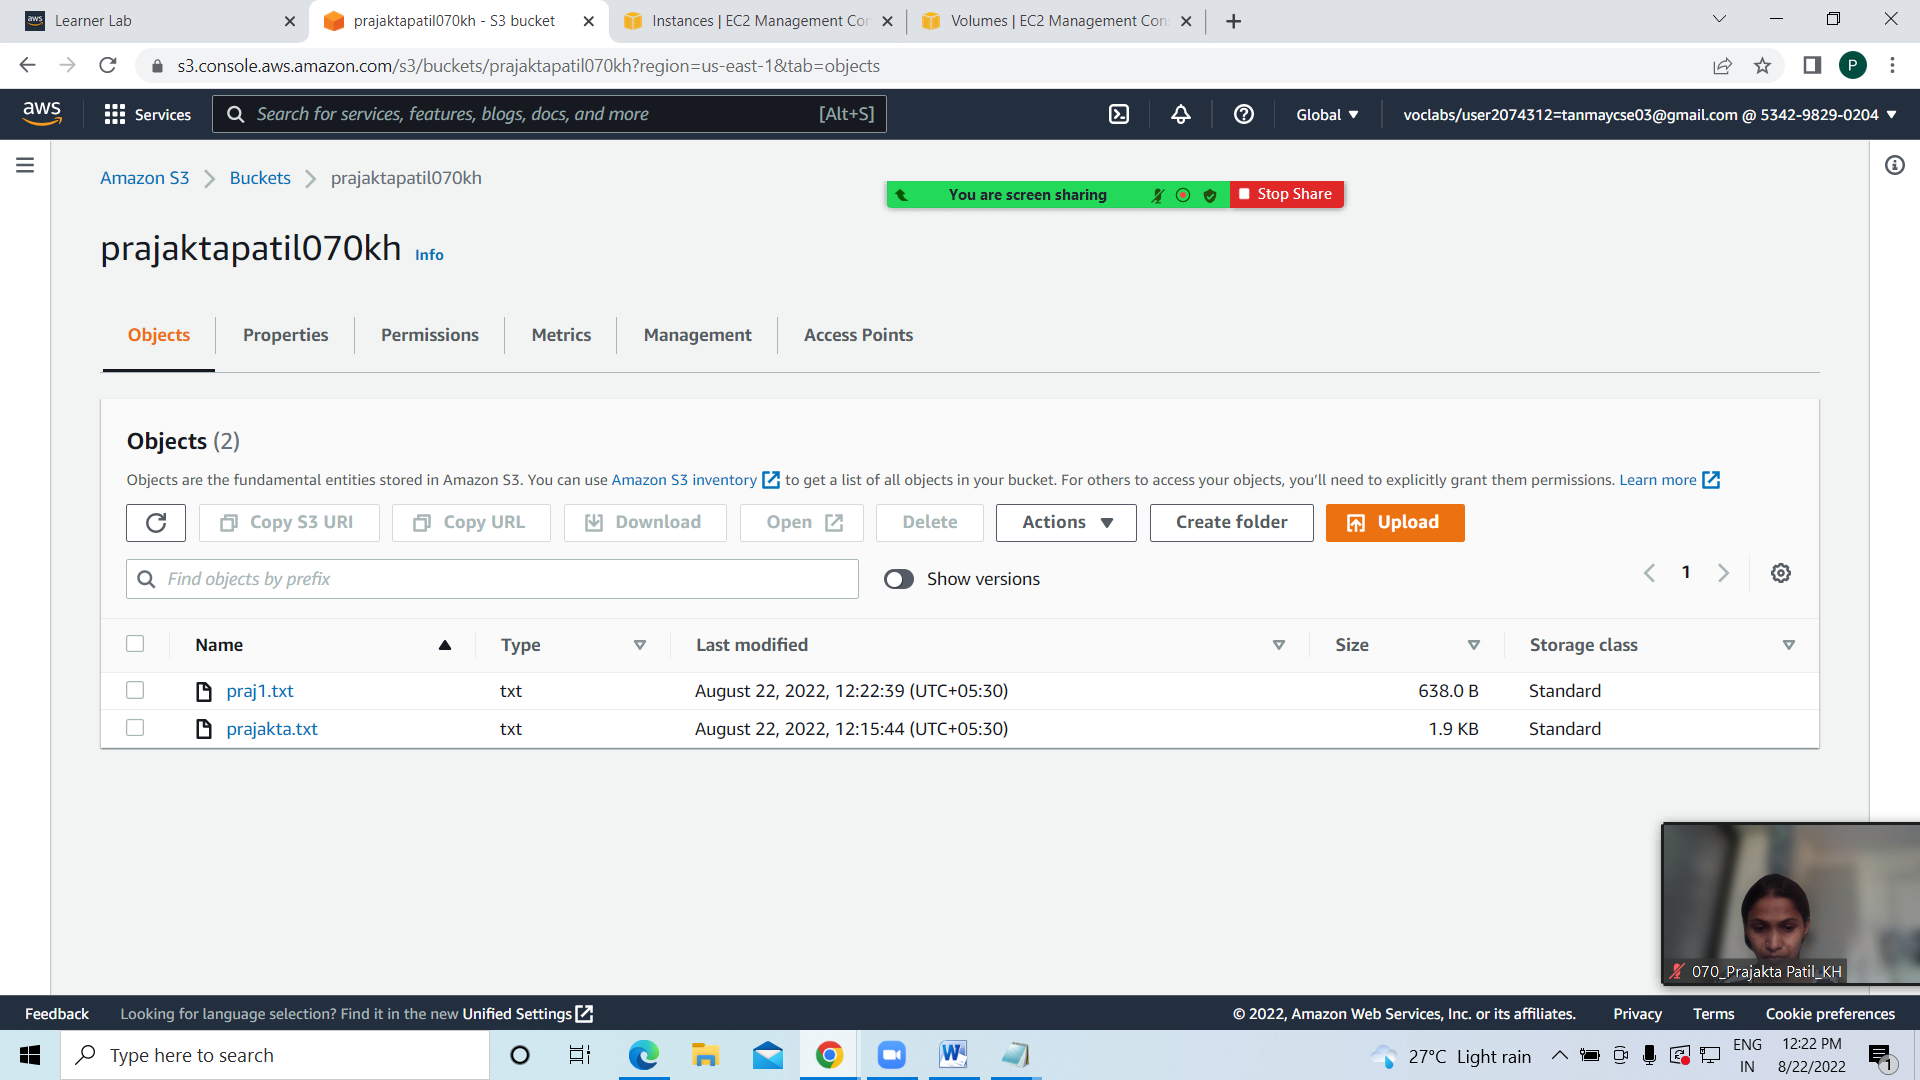 aws Learner Lab
prajaktapatil070kh - S3 bucket
Instances | EC2 Management Con
Volumes | EC2 Management Cons
s3.console.aws.amazon.com/s3/buckets/prajaktapatil070kh?region=us-east-1&tab=objects
P
aws
Services
Search for services, features, blogs, docs, and more [Alt+S]
Global
voclabs/user2074312=tanmaycse03@gmail.com @ 5342-9829-0204
Amazon S3
Buckets
prajaktapatil070kh
You are screen sharing
Stop Share
prajaktapatil070kh Info
Objects
Properties
Permissions
Metrics
Management
Access Points
Objects (2)
Objects are the fundamental entities stored in Amazon S3. You can use Amazon S3 inventory to get a list of all objects in your bucket. For others to access your objects, you'll need to explicitly grant them permissions. Learn more
Copy S3 URI
Copy URL
Download
Open
Delete
Actions
Create folder
Upload
Find objects by prefix
Show versions
1
Name Type Last modified Size Storage class
praj1.txt txt August 22, 2022, 12:22:39 (UTC+05:30) 638.0 B Standard
prajakta.txt txt August 22, 2022, 12:15:44 (UTC+05:30) 1.9 KB Standard
070_Prajakta Patil_KH
Feedback
Looking for language selection? Find it in the new Unified Settings
© 2022, Amazon Web Services, Inc. or its affiliates.
Privacy
Terms
Cookie preferences
Type here to search
27°C Light rain
ENG
IN
12:22 PM
8/22/2022
1